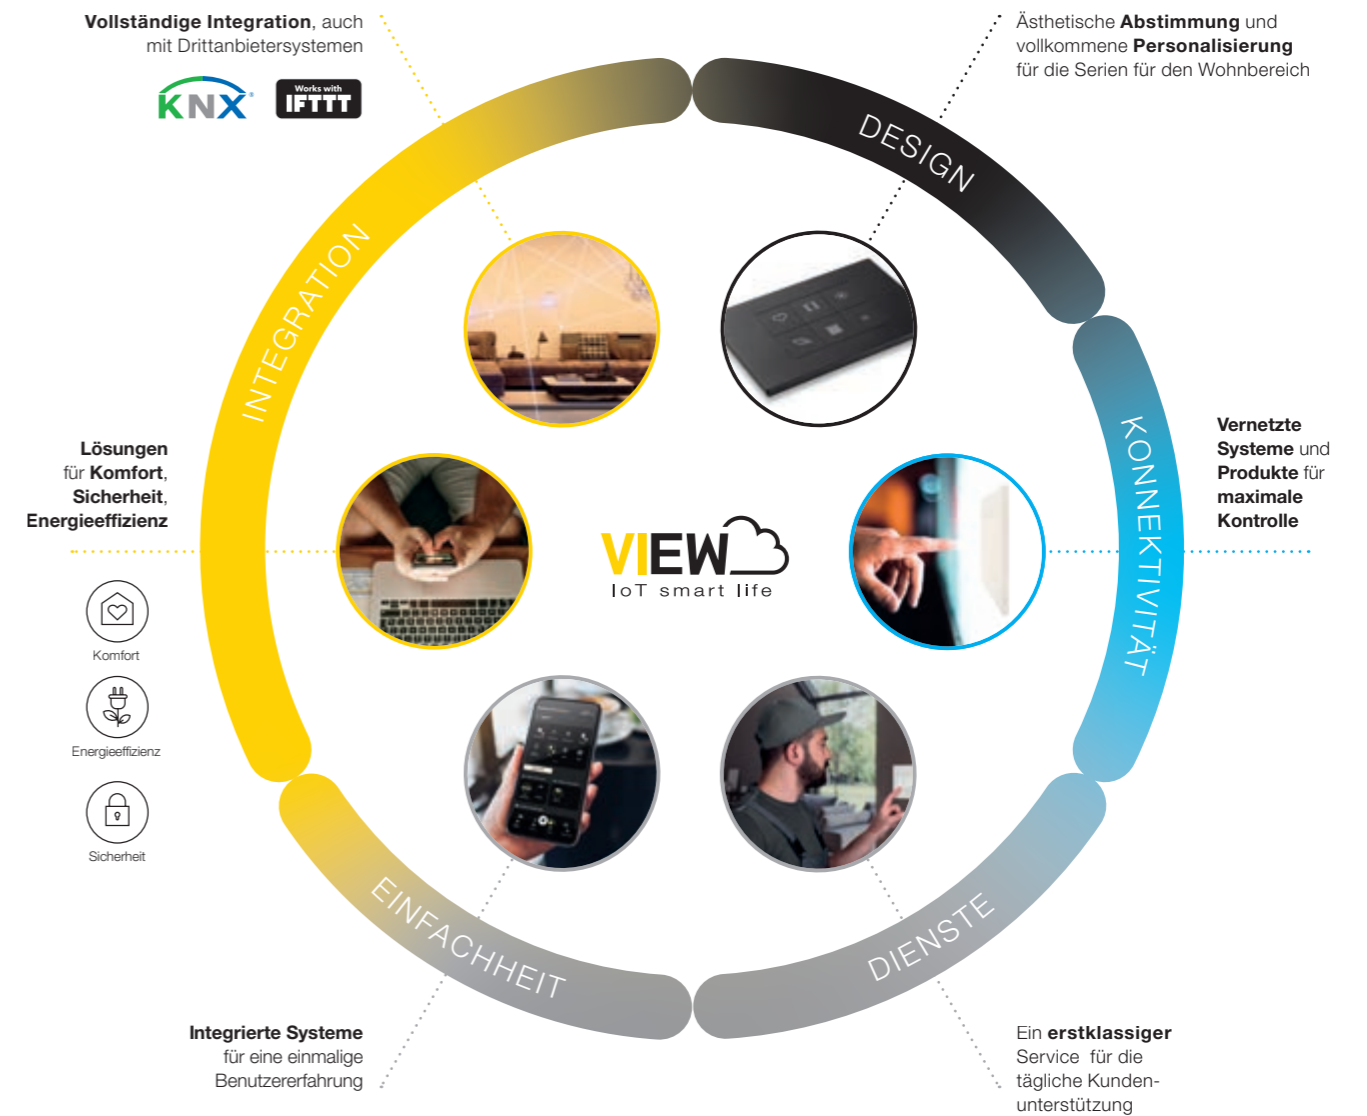 Vollständige Integration, auch
mit Drittanbietersystemen
KNX®
Works with
IFTTT
Ästhetische Abstimmung und
vollkommene Personalisierung
für die Serien für den Wohnbereich
DESIGN
INTEGRATION
KONNEKTIVITÄT
Lösungen
für Komfort,
Sicherheit,
Energieeffizienz
Vernetzte
Systeme und
Produkte für
maximale
Kontrolle
VIEW
IoT smart life
Komfort
Energieeffizienz
Sicherheit
EINFACHHEIT
DIENSTE
Integrierte Systeme
für eine einmalige
Benutzererfahrung
Ein erstklassiger
Service für die
tägliche Kunden-
unterstützung